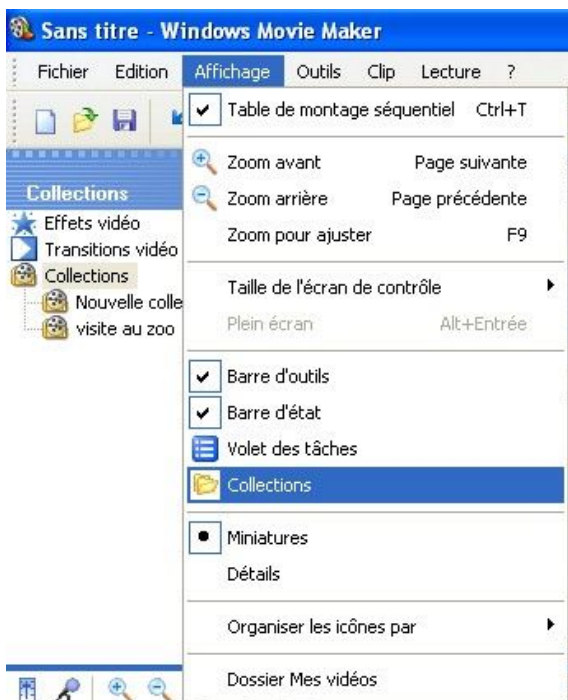 Sans titre - Windows Movie Maker
Fichier Edition Affichage Outils Clip Lecture ?
Table de montage séquentiel Ctrl+T
Zoom avant Page suivante
Zoom arrière Page précédente
Zoom pour ajuster F9
Taille de l'écran de contrôle
Plein écran Alt+Entrée
Barre d'outils
Barre d'état
Volet des tâches
Collections
Miniatures
Détails
Organiser les icônes par
Dossier Mes vidéos
Collections
Effets vidéo
Transitions vidéo
Collections
Nouvelle colle
visite au zoo